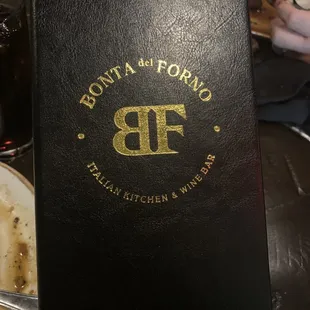 BONTA del FORNO
BF
ITALIAN KITCHEN & WINE BAR